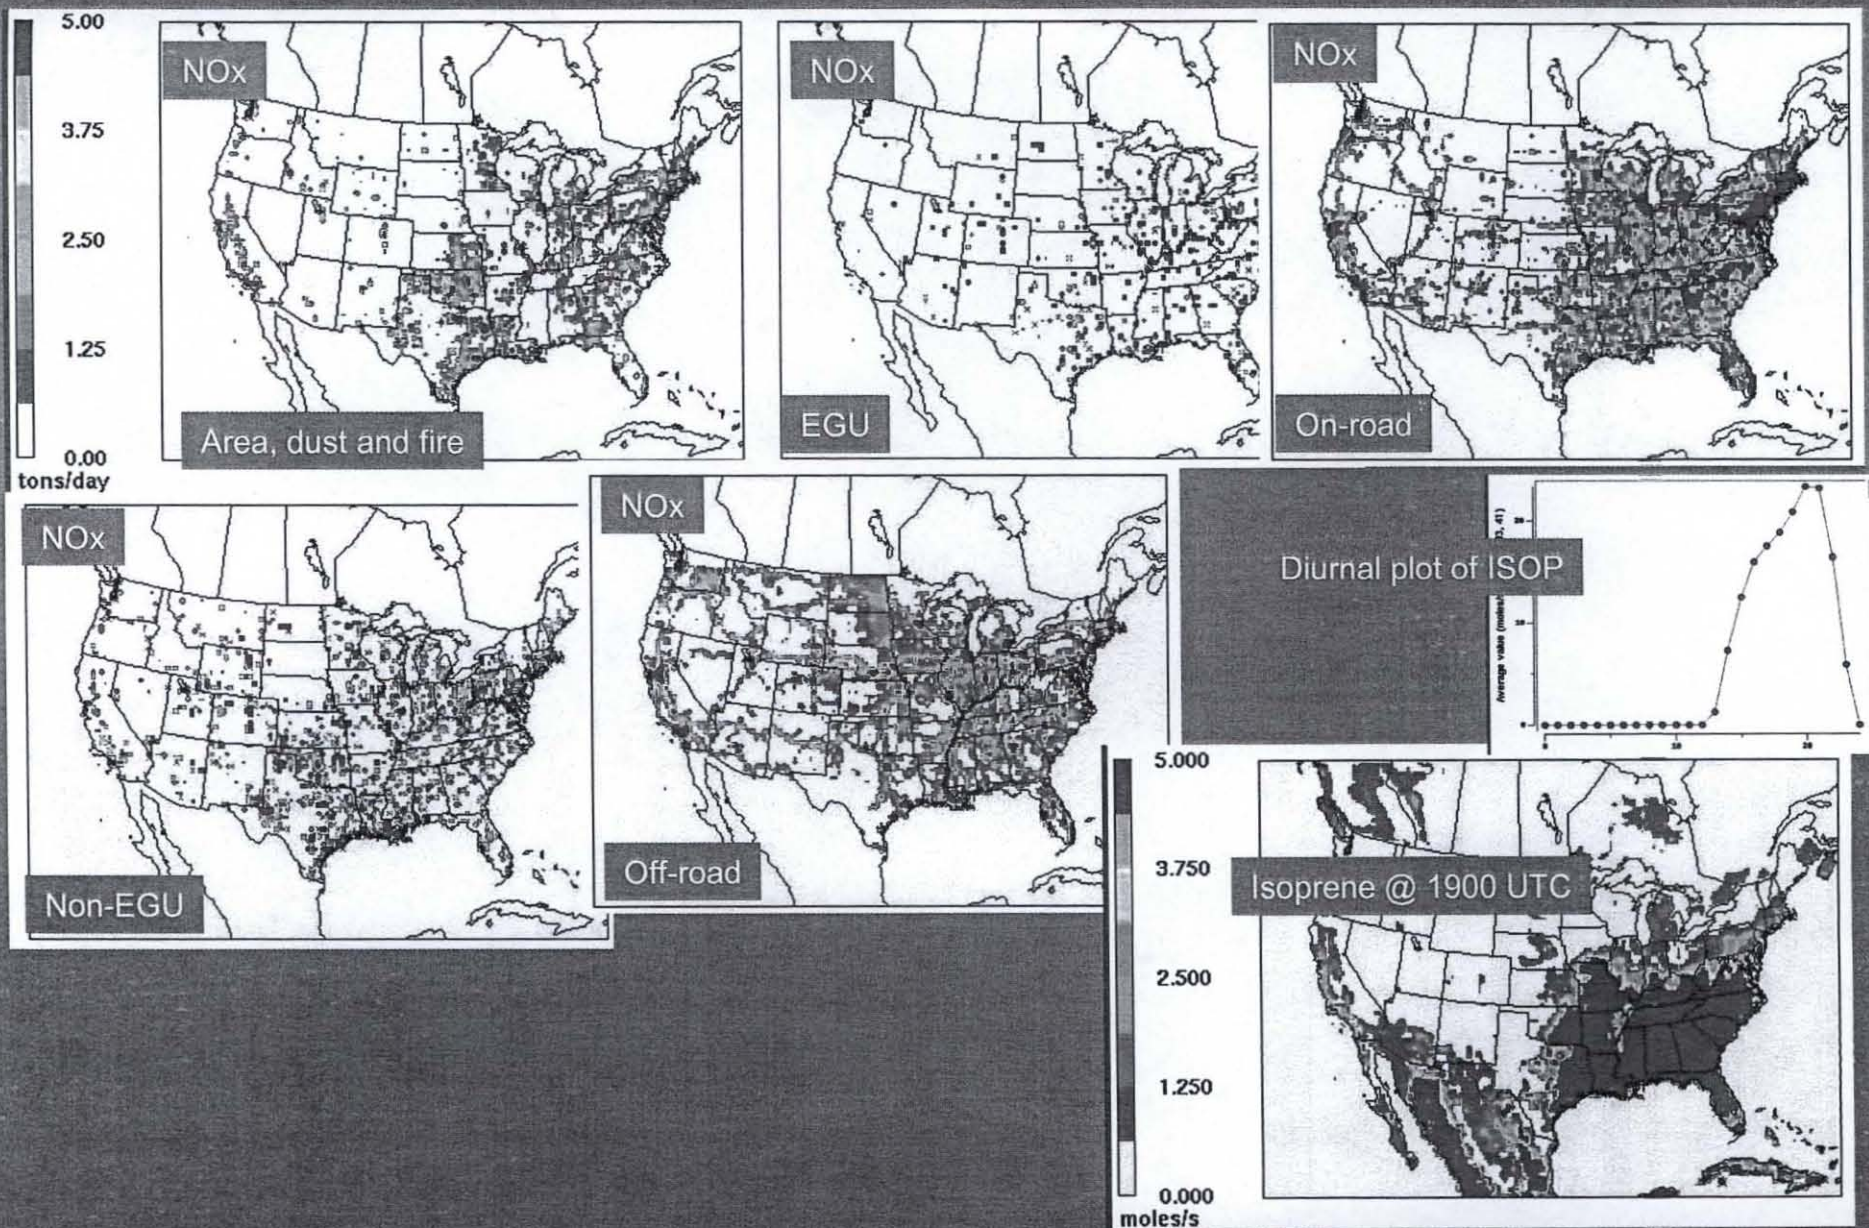 5.00
3.75
2.50
1.25
0.00
tons/day
NOx
Area, dust and fire
NOx
EGU
NOx
On-road
NOx
Non-EGU
NOx
Off-road
Diurnal plot of ISOP
Average value (moles/
41)
0
10
20
5.000
3.750
2.500
1.250
0.000
moles/s
Isoprene @ 1900 UTC